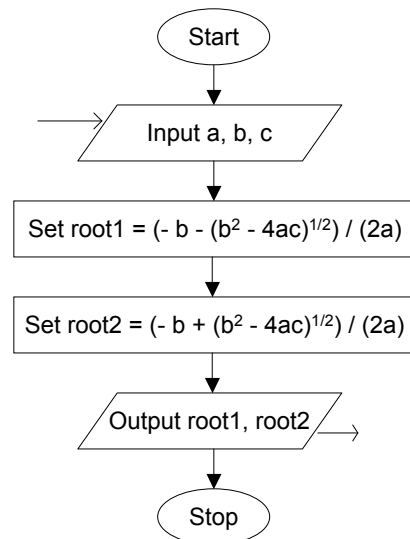 Start
Input a, b, c
Set root1 = (- b - (b² - 4ac)¹/²) / (2a)
Set root2 = (- b + (b² - 4ac)¹/²) / (2a)
Output root1, root2
Stop